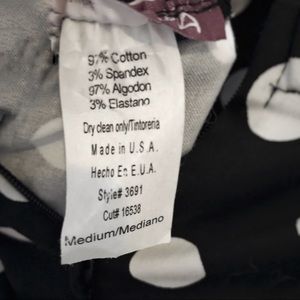 97% Cotton
3% Spandex
97% Algodon
3% Elastano
Dry clean only/Tintoreria
Made in U.S.A.
Hecho En E.U.A.
Style# 3691
Cut# 16538
Medium/Mediano